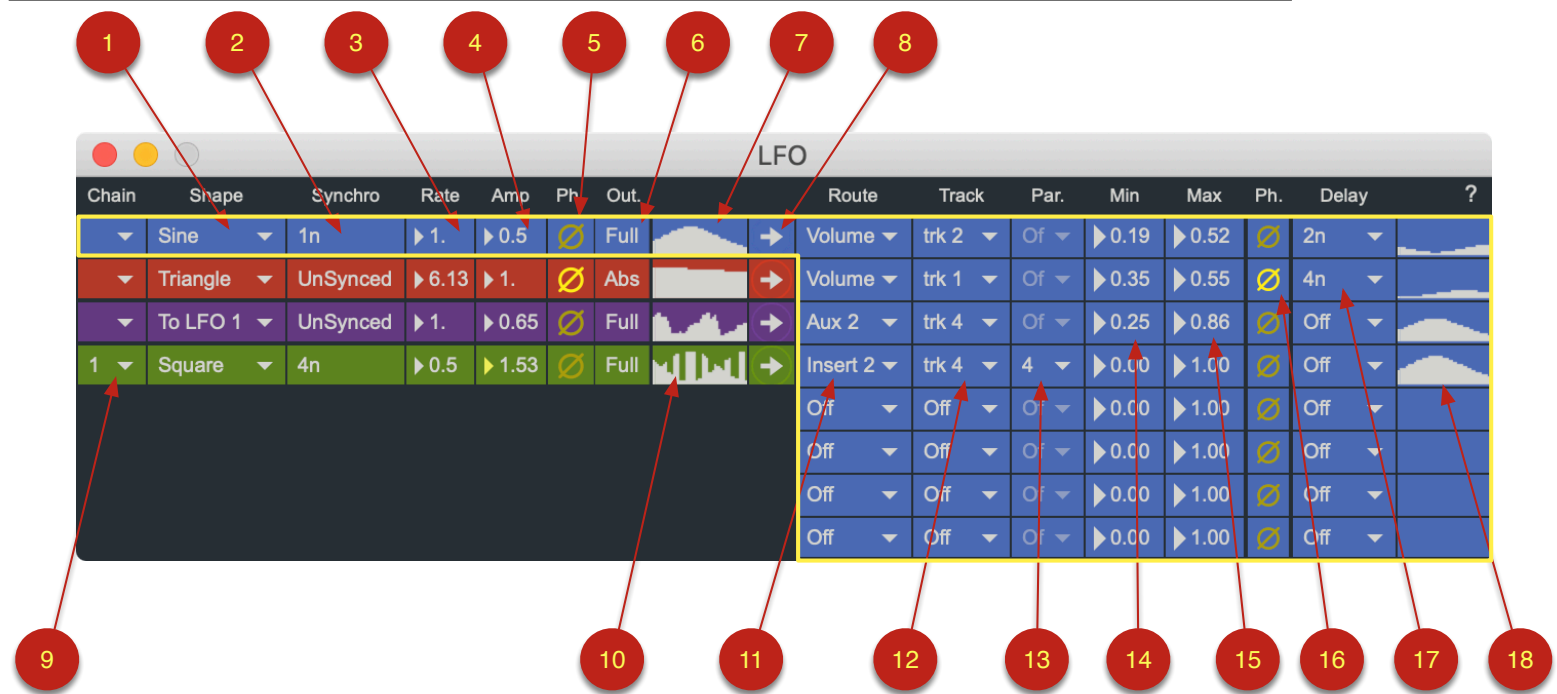 1 2 3 4 5 6 7 8
LFO
Chain Shape Synchro Rate Amp Ph. Out. Route Track Par. Min Max Ph. Delay ?
Sine 1n 1. 0.5 Ø Full Volume trk 2 Of 0.19 0.52 Ø 2n
Triangle UnSynced 6.13 1. Ø Abs Volume trk 1 Of 0.35 0.55 Ø 4n
To LFO 1 UnSynced 1. 0.65 Ø Full Aux 2 trk 4 Of 0.25 0.86 Ø Off
1 Square 4n 0.5 1.53 Ø Full Insert 2 trk 4 4 0.00 1.00 Ø Off
Off Off Of 0.00 1.00 Ø Off
Off Off Of 0.00 1.00 Ø Off
Off Off Of 0.00 1.00 Ø Off
Off Off Of 0.00 1.00 Ø Off
9 10 11 12 13 14 15 16 17 18